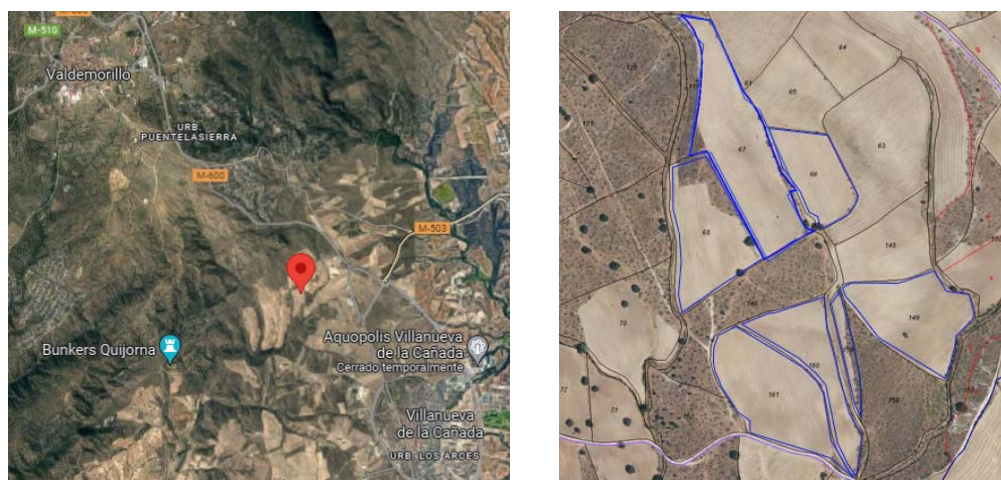 M-510
Valdemorillo
URB.
PUENTELASIERRA
M-600
M-503
Bunkers Quijorna
Aquopolis Villanueva
de la Cañada
Cerrado temporalmente
Villanueva
de la Cañada
URB. LOS ARCES
64
65
67
66
63
68
148
149
70
160
161
71
72